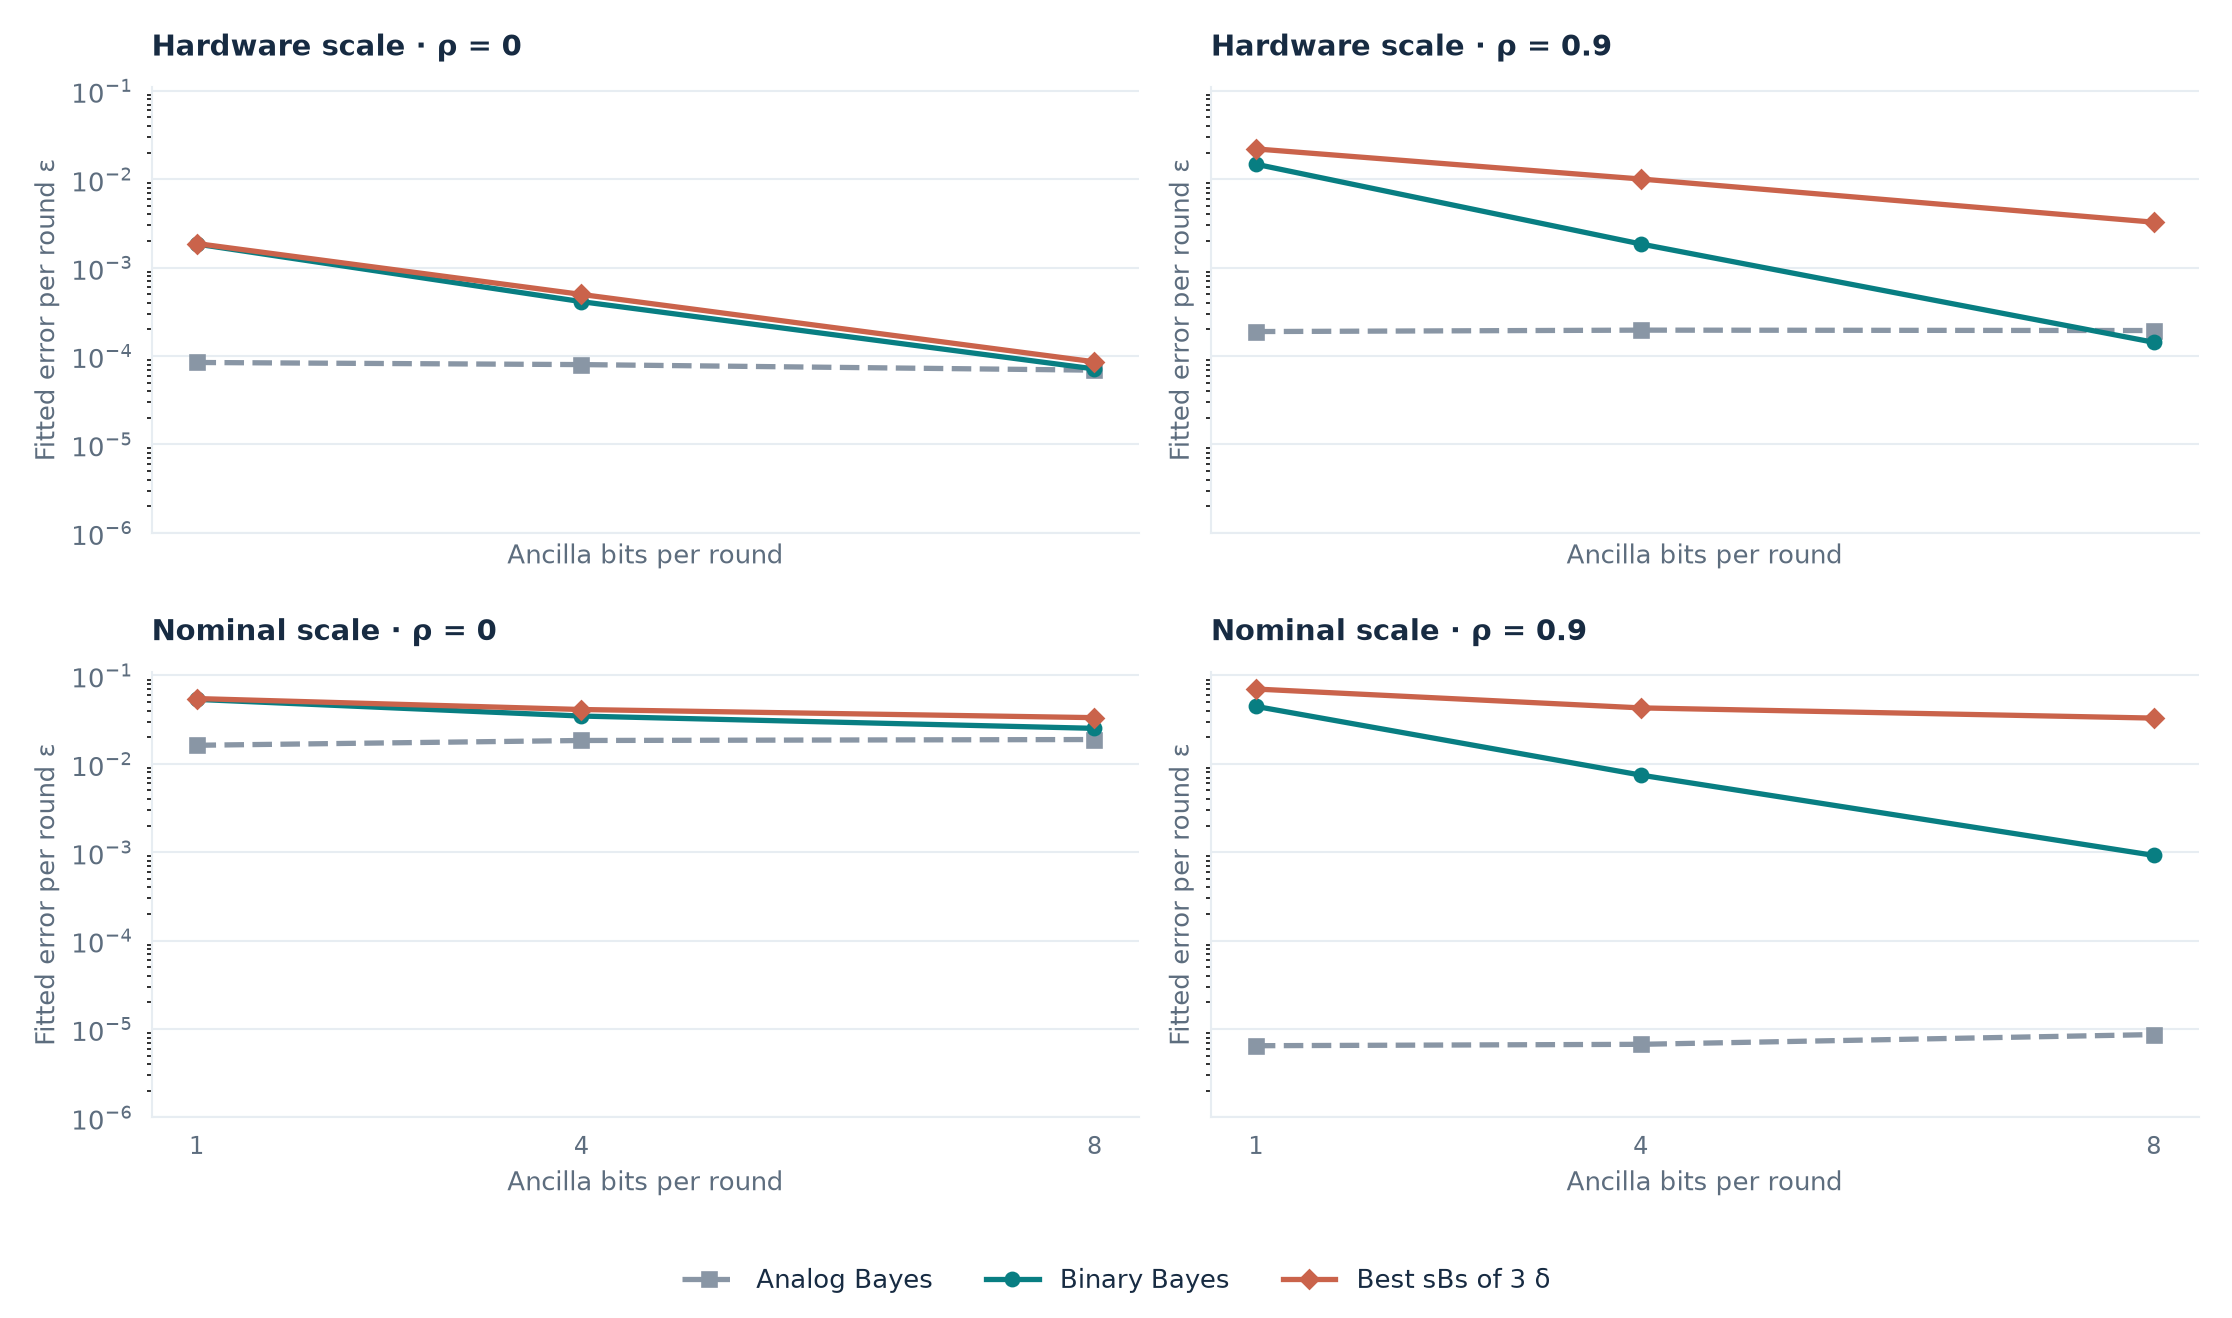 Hardware scale · ρ = 0
Hardware scale · ρ = 0.9
Fitted error per round ε
10⁻¹
10⁻²
10⁻³
10⁻⁴
10⁻⁵
10⁻⁶
Ancilla bits per round
Fitted error per round ε
Ancilla bits per round
Nominal scale · ρ = 0
Nominal scale · ρ = 0.9
Fitted error per round ε
10⁻¹
10⁻²
10⁻³
10⁻⁴
10⁻⁵
10⁻⁶
1 4 8
Ancilla bits per round
Fitted error per round ε
1 4 8
Ancilla bits per round
Analog Bayes
Binary Bayes
Best sBs of 3 δ